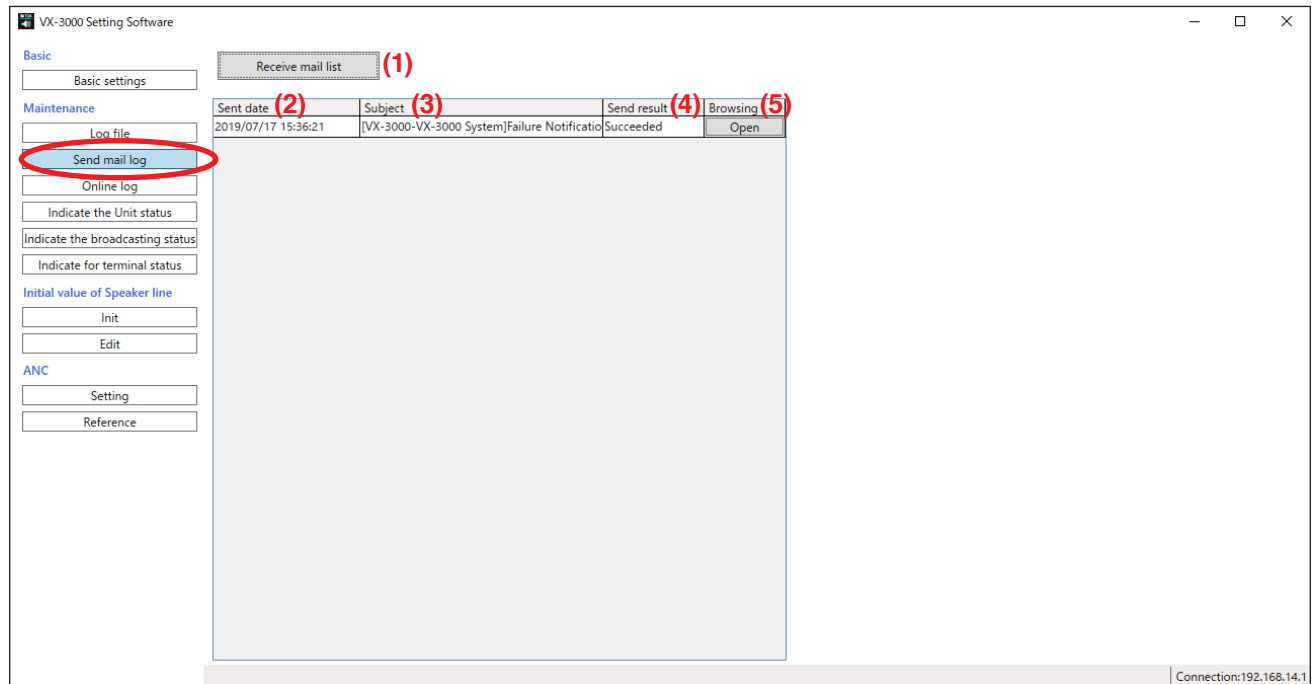 VX-3000 Setting Software
Basic
Basic settings
Maintenance
Log file
Send mail log
Online log
Indicate the Unit status
Indicate the broadcasting status
Indicate for terminal status
Initial value of Speaker line
Init
Edit
ANC
Setting
Reference
Receive mail list (1)
Sent date (2) Subject (3) Send result (4) Browsing (5)
2019/07/17 15:36:21 [VX-3000-VX-3000 System]Failure Notificatio Succeeded Open
Connection:192.168.14.1